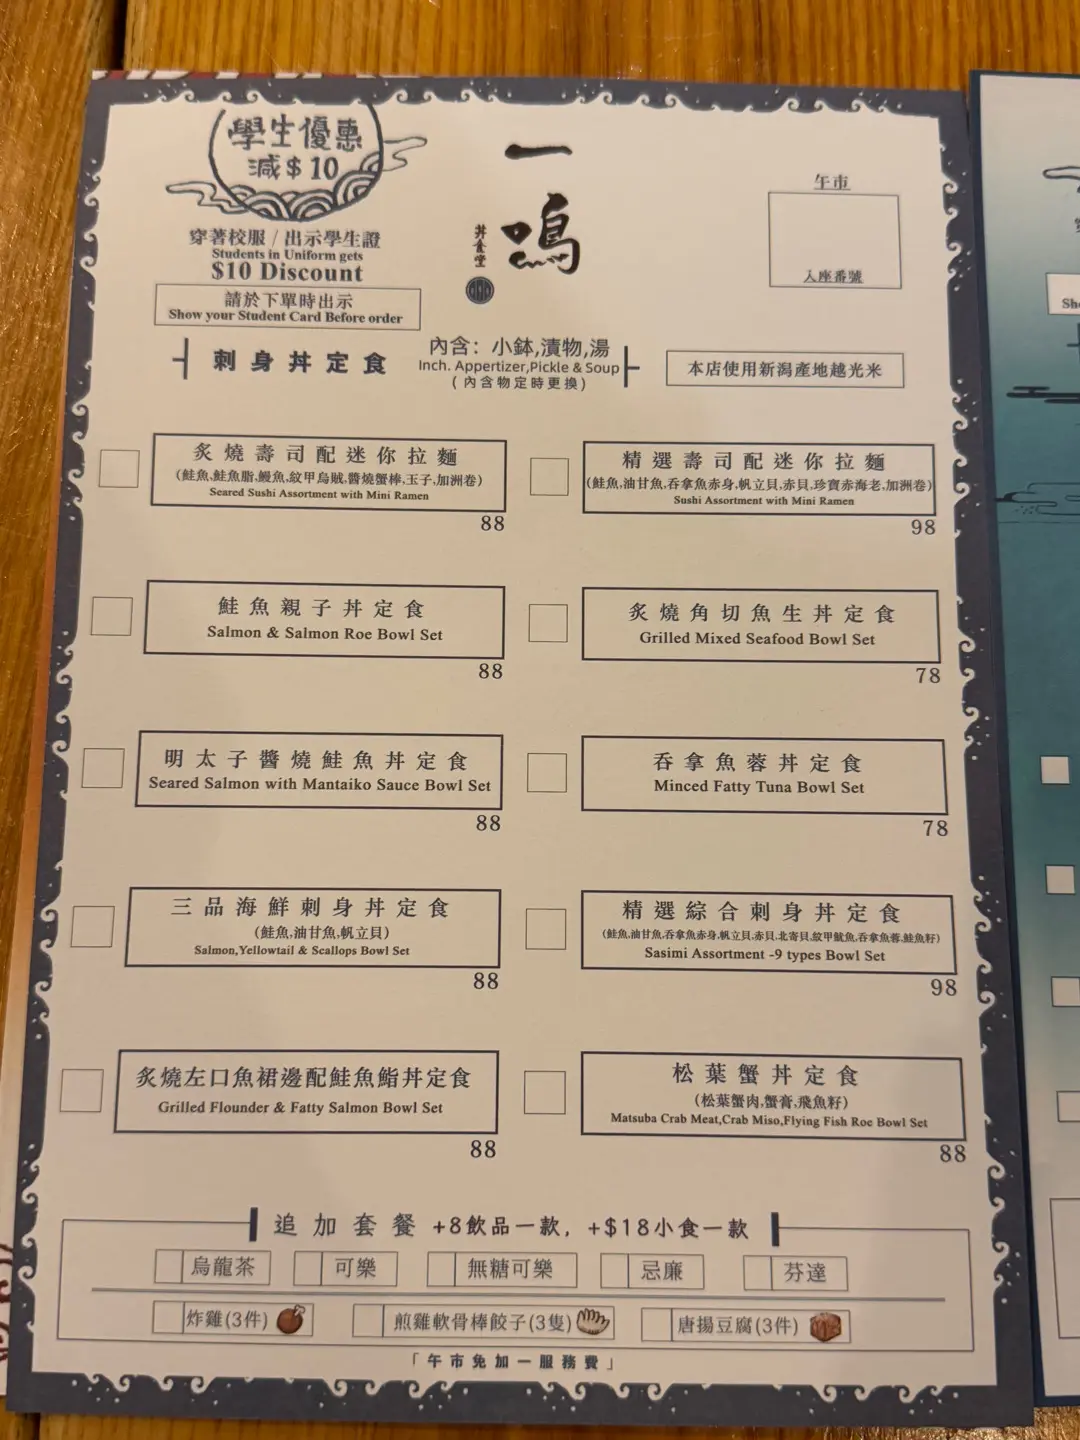 學生優惠
減$10
穿著校服/出示學生證
Students in Uniform gets
$10 Discount
請於下單時出示
Show your Student Card Before order
一鳴
丼食堂
午市
入座番號
刺身丼定食
內含：小鉢,漬物,湯
Inch. Appertizer,Pickle & Soup
(內含物定時更換)
本店使用新潟產地越光米
炙燒壽司配迷你拉麵
(鮭魚,鮭魚脂,鰻魚,紋甲烏賊,醬燒蟹棒,玉子,加洲卷)
Seared Sushi Assortment with Mini Ramen
88
精選壽司配迷你拉麵
(鮭魚,油甘魚,吞拿魚赤身,帆立貝,赤貝,珍寶赤海老,加洲卷)
Sushi Assortment with Mini Ramen
98
鮭魚親子丼定食
Salmon & Salmon Roe Bowl Set
88
炙燒角切魚生丼定食
Grilled Mixed Seafood Bowl Set
78
明太子醬燒鮭魚丼定食
Seared Salmon with Mantaiko Sauce Bowl Set
88
吞拿魚蓉丼定食
Minced Fatty Tuna Bowl Set
78
三品海鮮刺身丼定食
(鮭魚,油甘魚,帆立貝)
Salmon,Yellowtail & Scallops Bowl Set
88
精選綜合刺身丼定食
(鮭魚,油甘魚,吞拿魚赤身,帆立貝,赤貝,北寄貝,紋甲魷魚,吞拿魚蓉,鮭魚籽)
Sasimi Assortment -9 types Bowl Set
98
炙燒左口魚裙邊配鮭魚鮨丼定食
Grilled Flounder & Fatty Salmon Bowl Set
88
松葉蟹丼定食
(松葉蟹肉,蟹膏,飛魚籽)
Matsuba Crab Meat,Crab Miso,Flying Fish Roe Bowl Set
88
追加套餐 +8飲品一款，+$18小食一款
烏龍茶
可樂
無糖可樂
忌廉
芬達
炸雞(3件)
煎雞軟骨棒餃子(3隻)
唐揚豆腐(3件)
「午市免加一服務費」